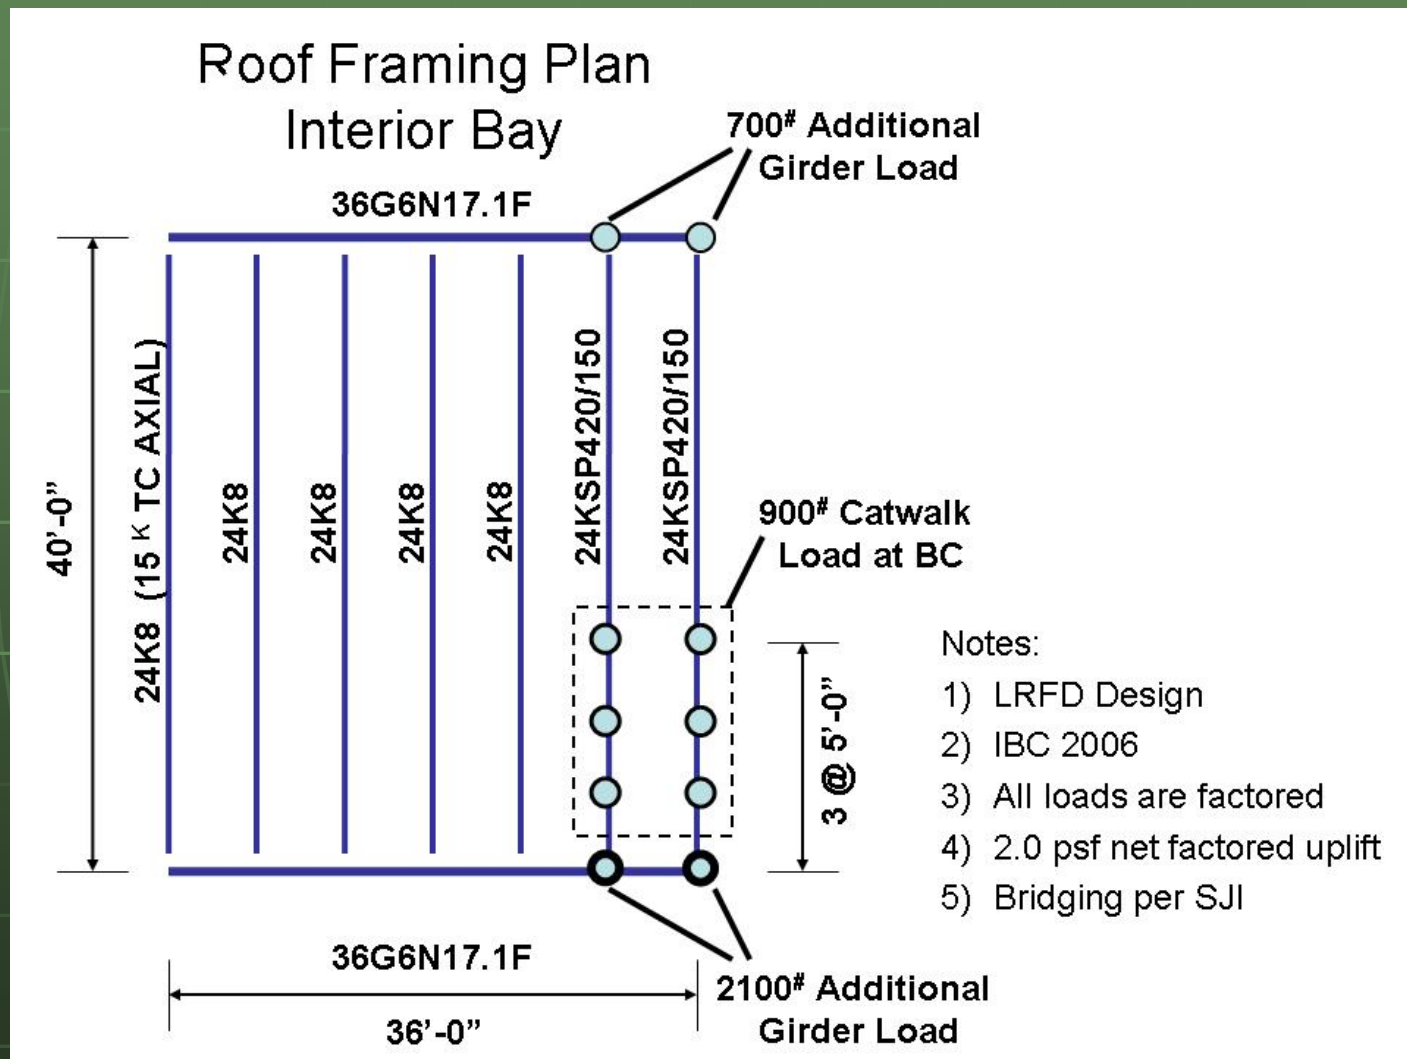 Roof Framing Plan
Interior Bay
700# Additional
Girder Load
36G6N17.1F
40'-0"
24K8 (15 K TC AXIAL)
24K8
24K8
24K8
24K8
24KSP420/150
24KSP420/150
900# Catwalk
Load at BC
3 @ 5'-0"
Notes:
1) LRFD Design
2) IBC 2006
3) All loads are factored
4) 2.0 psf net factored uplift
5) Bridging per SJI
36G6N17.1F
36'-0"
2100# Additional
Girder Load